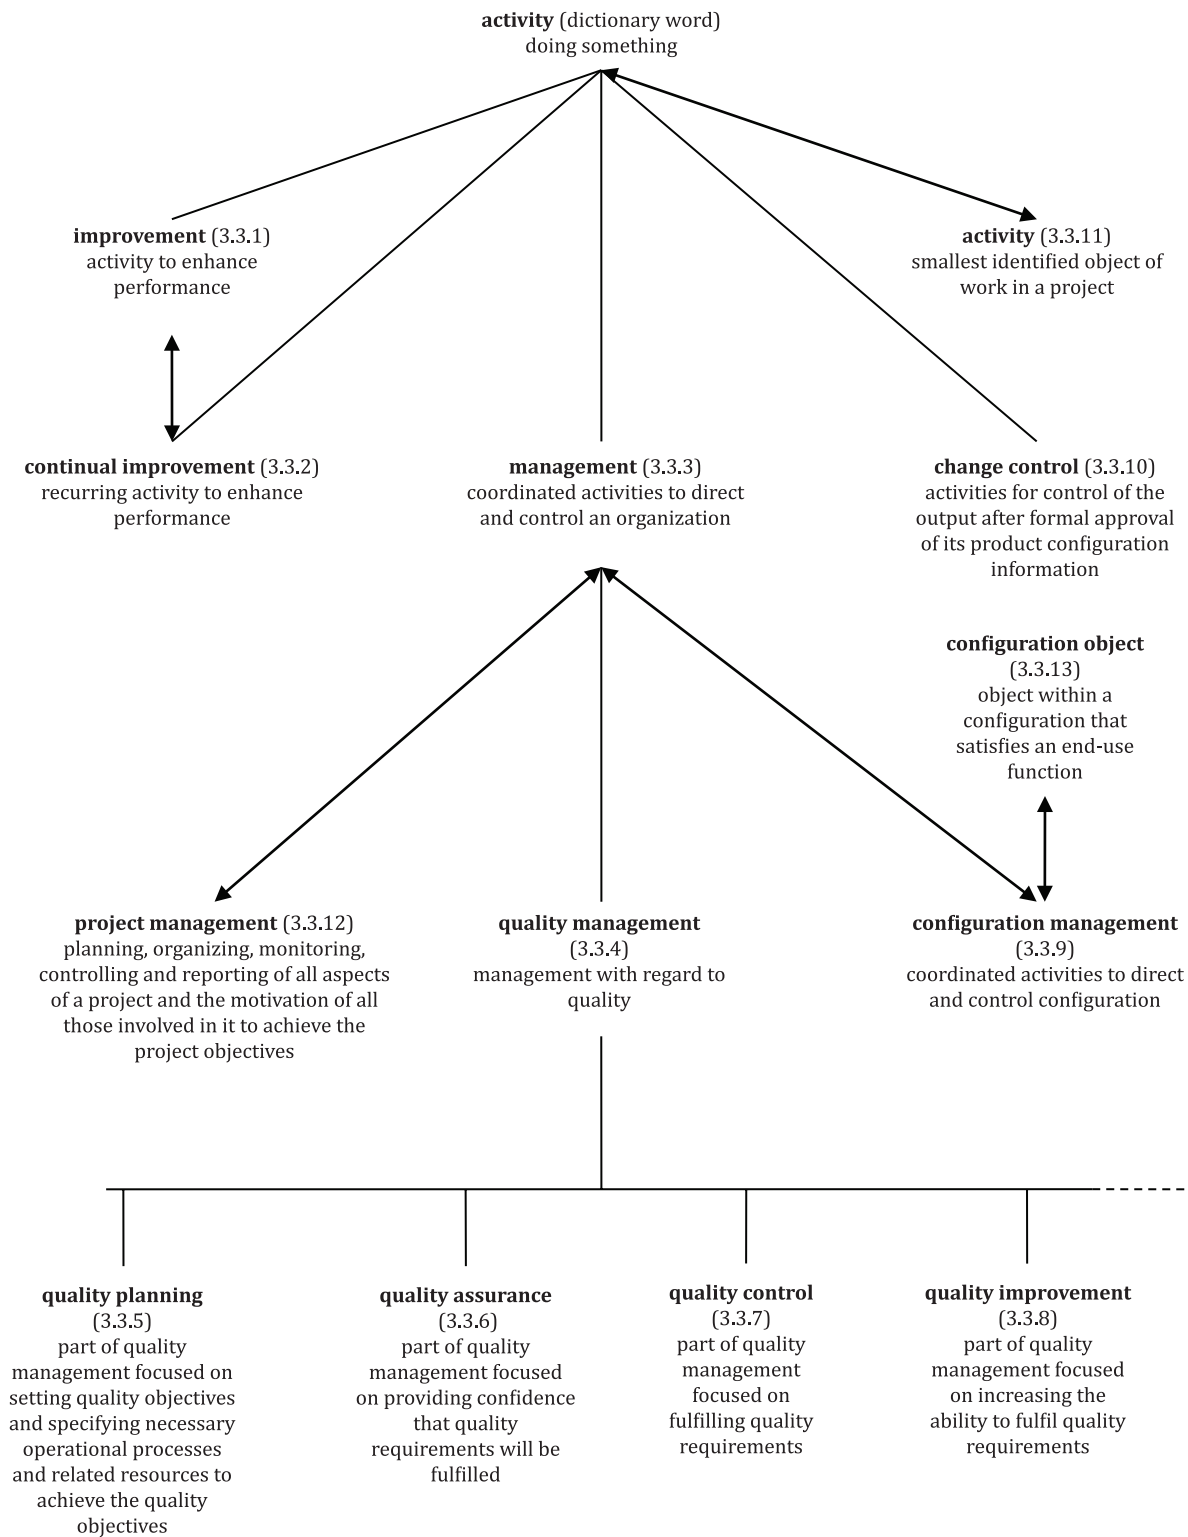 activity (dictionary word)
doing something
improvement (3.3.1)
activity to enhance
performance
activity (3.3.11)
smallest identified object of
work in a project
continual improvement (3.3.2)
recurring activity to enhance
performance
management (3.3.3)
coordinated activities to direct
and control an organization
change control (3.3.10)
activities for control of the
output after formal approval
of its product configuration
information
configuration object
(3.3.13)
object within a
configuration that
satisfies an end-use
function
project management (3.3.12)
planning, organizing, monitoring,
controlling and reporting of all aspects
of a project and the motivation of all
those involved in it to achieve the
project objectives
quality management
(3.3.4)
management with regard to
quality
configuration management
(3.3.9)
coordinated activities to direct
and control configuration
quality planning
(3.3.5)
part of quality
management focused on
setting quality objectives
and specifying necessary
operational processes
and related resources to
achieve the quality
objectives
quality assurance
(3.3.6)
part of quality
management focused
on providing confidence
that quality
requirements will be
fulfilled
quality control
(3.3.7)
part of quality
management
focused on
fulfilling quality
requirements
quality improvement
(3.3.8)
part of quality
management focused
on increasing the
ability to fulfil quality
requirements